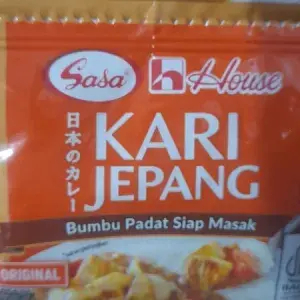 Sasa
House
日本のカレー
KARI
JEPANG
Bumbu Padat Siap Masak
ORIGINAL